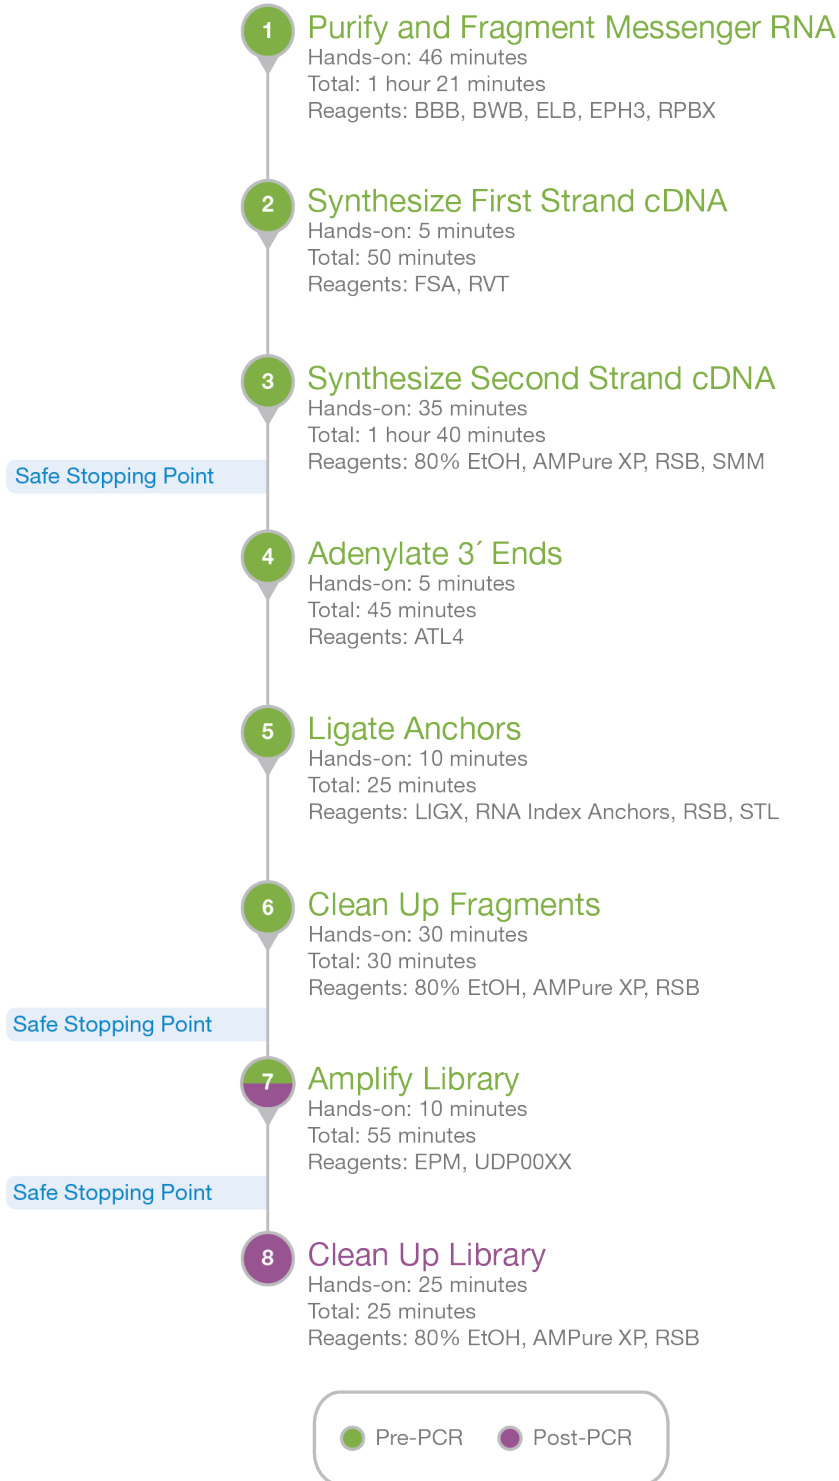 1
Purify and Fragment Messenger RNA
Hands-on: 46 minutes
Total: 1 hour 21 minutes
Reagents: BBB, BWB, ELB, EPH3, RPBX
2
Synthesize First Strand cDNA
Hands-on: 5 minutes
Total: 50 minutes
Reagents: FSA, RVT
3
Synthesize Second Strand cDNA
Hands-on: 35 minutes
Total: 1 hour 40 minutes
Reagents: 80% EtOH, AMPure XP, RSB, SMM
Safe Stopping Point
4
Adenylate 3´ Ends
Hands-on: 5 minutes
Total: 45 minutes
Reagents: ATL4
5
Ligate Anchors
Hands-on: 10 minutes
Total: 25 minutes
Reagents: LIGX, RNA Index Anchors, RSB, STL
6
Clean Up Fragments
Hands-on: 30 minutes
Total: 30 minutes
Reagents: 80% EtOH, AMPure XP, RSB
Safe Stopping Point
7
Amplify Library
Hands-on: 10 minutes
Total: 55 minutes
Reagents: EPM, UDP00XX
Safe Stopping Point
8
Clean Up Library
Hands-on: 25 minutes
Total: 25 minutes
Reagents: 80% EtOH, AMPure XP, RSB
Pre-PCR
Post-PCR